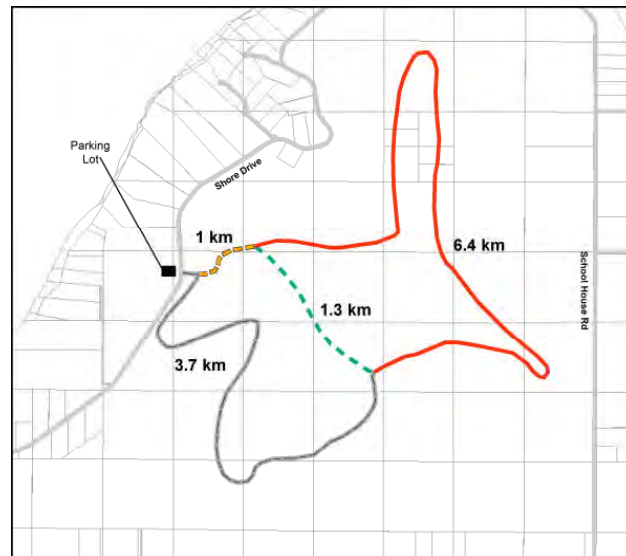 Parking
Lot
Shore Drive
1 km
6.4 km
School House Rd
1.3 km
3.7 km